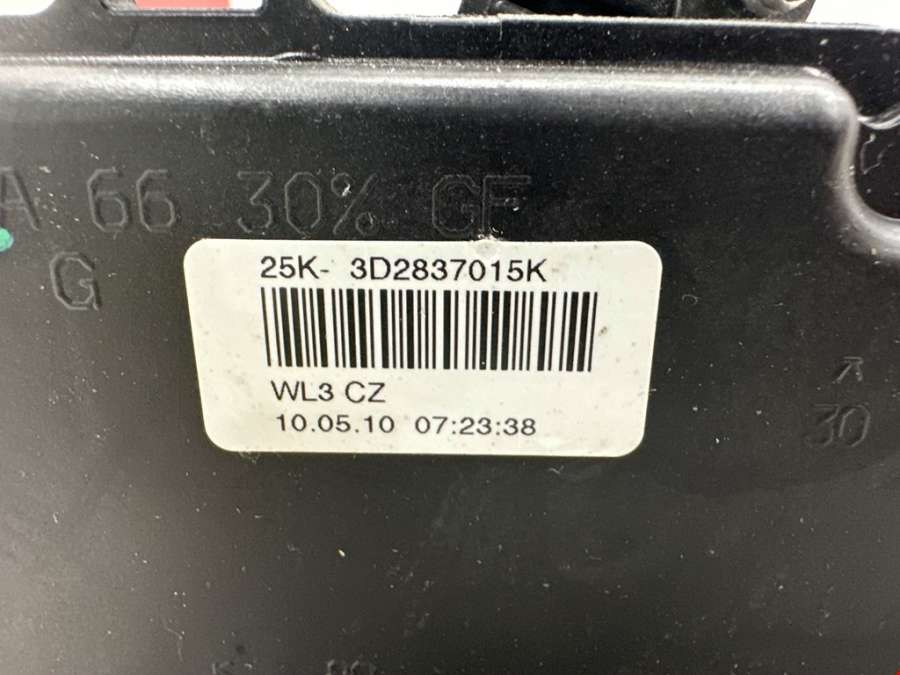 A 66 30% GF
G
25K- 3D2837015K
WL3 CZ
10.05.10 07:23:38
30